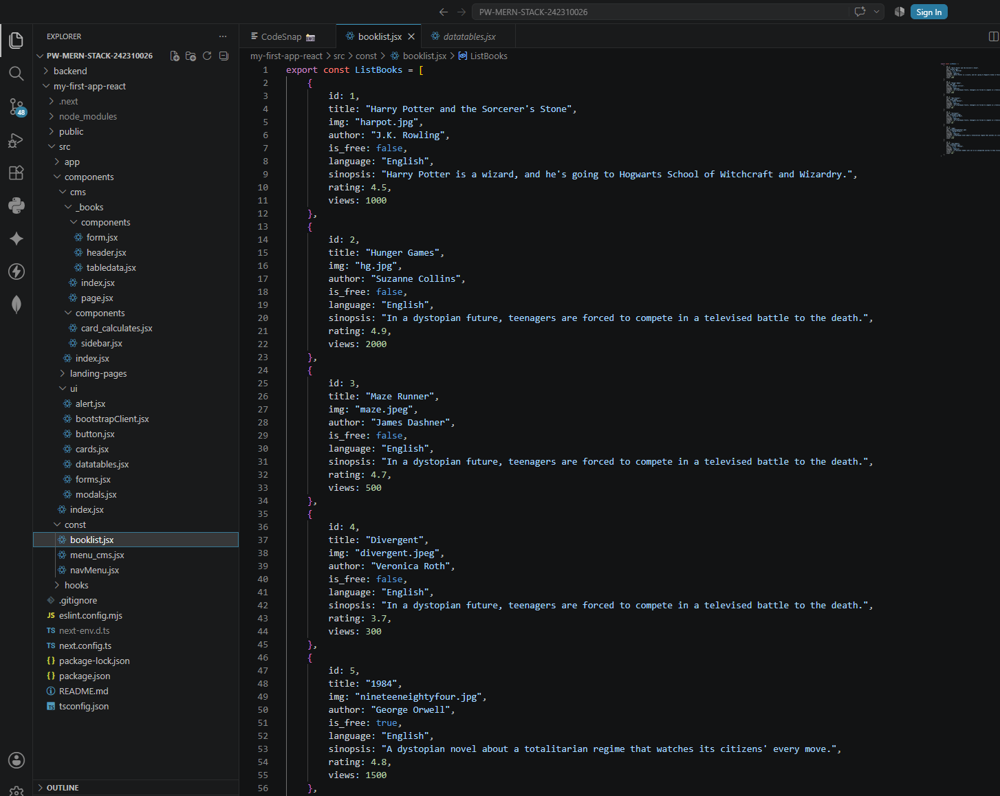 PW-MERN-STACK-242310026
Sign In
EXPLORER
PW-MERN-STACK-242310026
backend
my-first-app-react
.next
node_modules
public
src
app
components
cms
_books
components
form.jsx
header.jsx
tabledata.jsx
index.jsx
page.jsx
components
card_calculates.jsx
sidebar.jsx
index.jsx
landing-pages
ui
alert.jsx
bootstrapClient.jsx
button.jsx
cards.jsx
datatables.jsx
forms.jsx
modals.jsx
index.jsx
const
booklist.jsx
menu_cms.jsx
navMenu.jsx
hooks
.gitignore
JS eslint.config.mjs
TS next-env.d.ts
TS next.config.ts
{} package-lock.json
{} package.json
README.md
TS tsconfig.json
OUTLINE
48
CodeSnap
booklist.jsx
datatables.jsx
my-first-app-react > src > const > booklist.jsx > ListBooks
1 export const ListBooks = [
2 {
3 id: 1,
4 title: "Harry Potter and the Sorcerer's Stone",
5 img: "harpot.jpg",
6 author: "J.K. Rowling",
7 is_free: false,
8 language: "English",
9 sinopsis: "Harry Potter is a wizard, and he's going to Hogwarts School of Witchcraft and Wizardry.",
10 rating: 4.5,
11 views: 1000
12 },
13 {
14 id: 2,
15 title: "Hunger Games",
16 img: "hg.jpg",
17 author: "Suzanne Collins",
18 is_free: false,
19 language: "English",
20 sinopsis: "In a dystopian future, teenagers are forced to compete in a televised battle to the death.",
21 rating: 4.9,
22 views: 2000
23 },
24 {
25 id: 3,
26 title: "Maze Runner",
27 img: "maze.jpeg",
28 author: "James Dashner",
29 is_free: false,
30 language: "English",
31 sinopsis: "In a dystopian future, teenagers are forced to compete in a televised battle to the death.",
32 rating: 4.7,
33 views: 500
34 },
35 {
36 id: 4,
37 title: "Divergent",
38 img: "divergent.jpeg",
39 author: "Veronica Roth",
40 is_free: false,
41 language: "English",
42 sinopsis: "In a dystopian future, teenagers are forced to compete in a televised battle to the death.",
43 rating: 3.7,
44 views: 300
45 },
46 {
47 id: 5,
48 title: "1984",
49 img: "nineteeneightyfour.jpg",
50 author: "George Orwell",
51 is_free: true,
52 language: "English",
53 sinopsis: "A dystopian novel about a totalitarian regime that watches its citizens' every move.",
54 rating: 4.8,
55 views: 1500
56 },